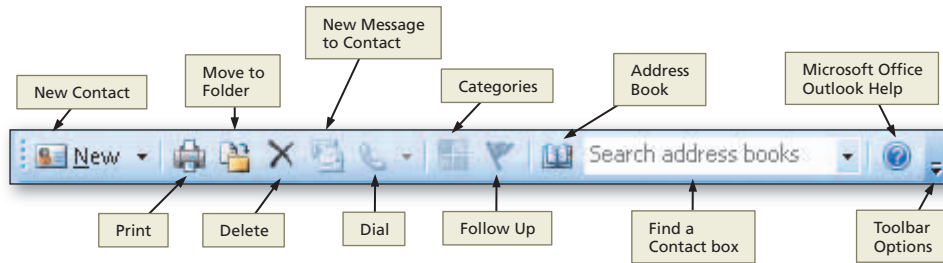 New Message
to Contact
Move to
Folder
Address
Book
Microsoft Office
Outlook Help
New Contact
Categories
New
Search address books
Print
Delete
Dial
Follow Up
Find a
Contact box
Toolbar
Options